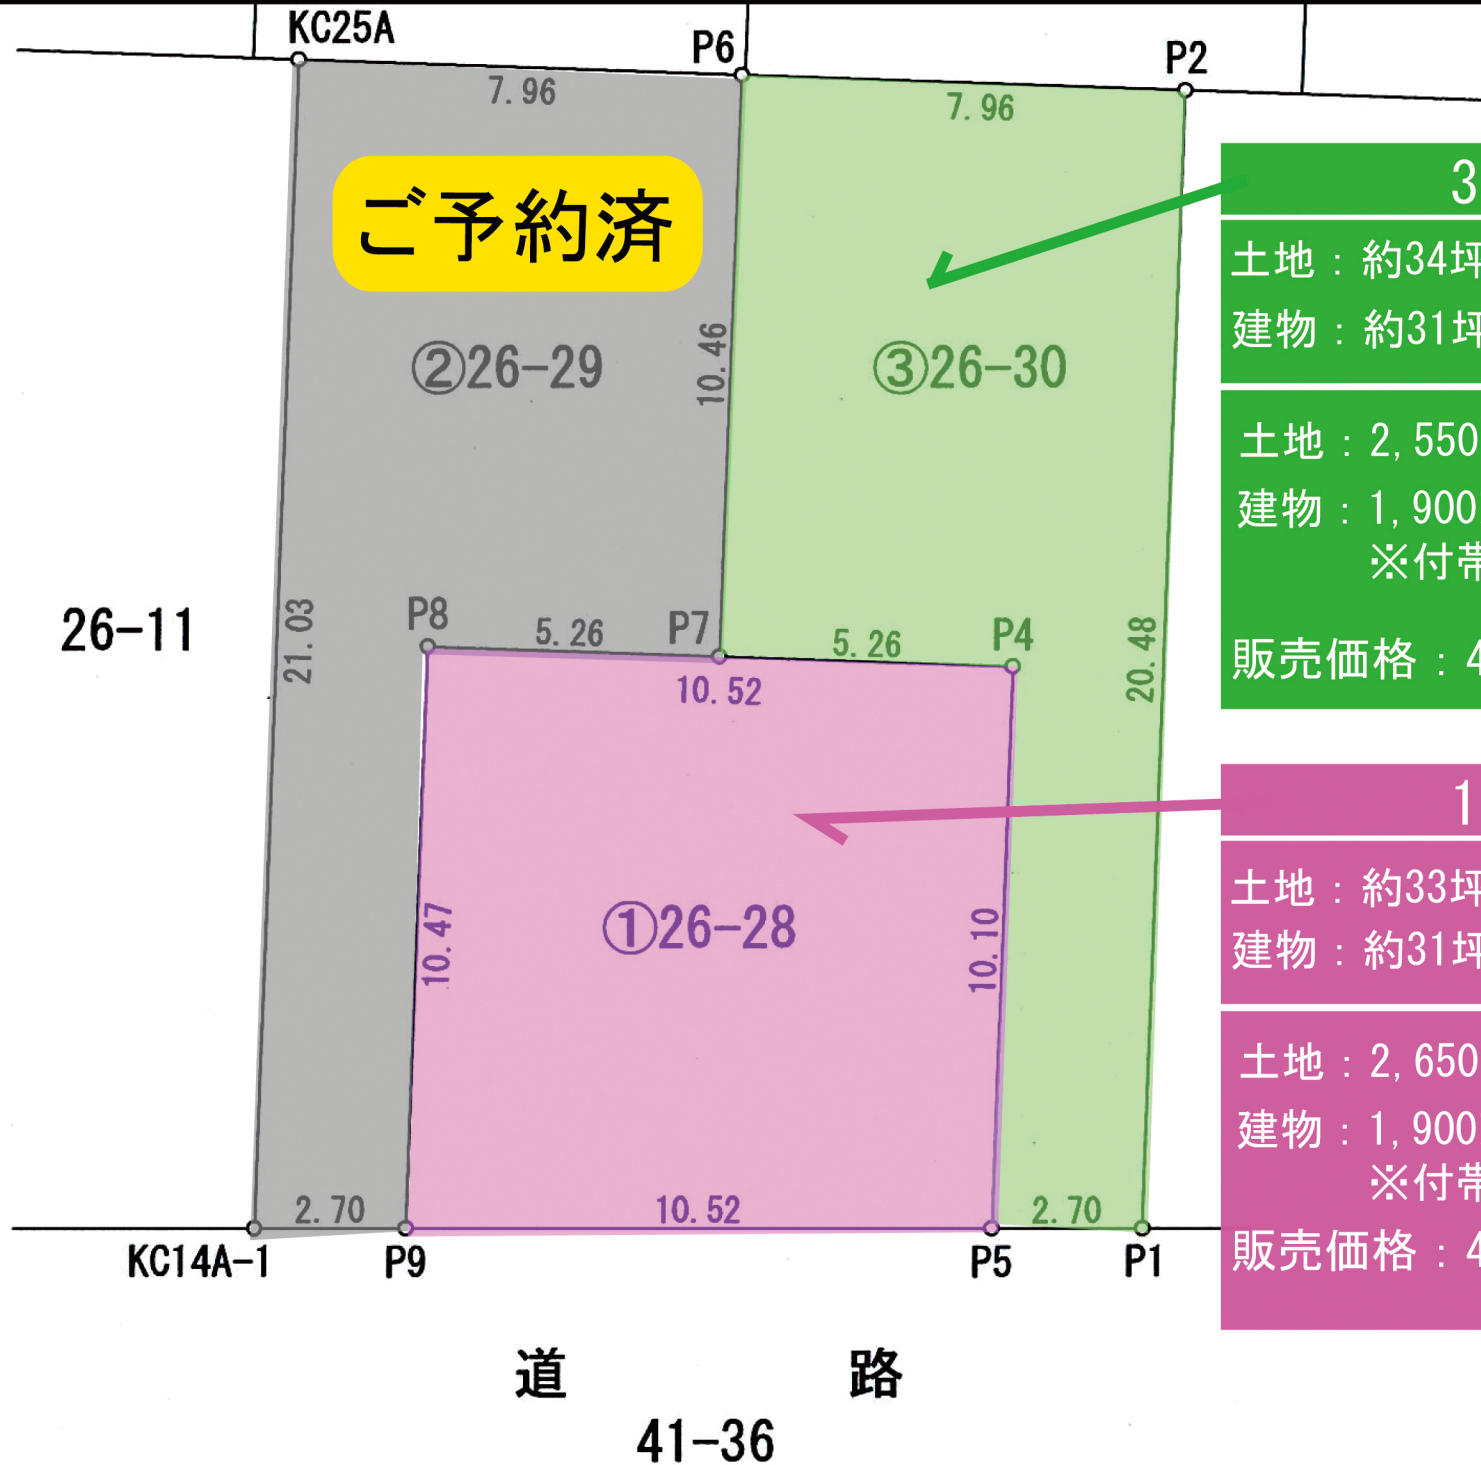 KC25A
P6
P2
7.96
7.96
ご予約済
②26-29
10.46
③26-30
3
土地：約34坪
建物：約31坪
土地：2,550
建物：1,900
※付帯
販売価格：4
26-11
21.03
P8
5.26
P7
5.26
P4
20.48
10.52
1
土地：約33坪
建物：約31坪
土地：2,650
建物：1,900
※付帯
販売価格：4
10.47
①26-28
10.10
2.70
10.52
2.70
KC14A-1
P9
P5
P1
道路
41-36